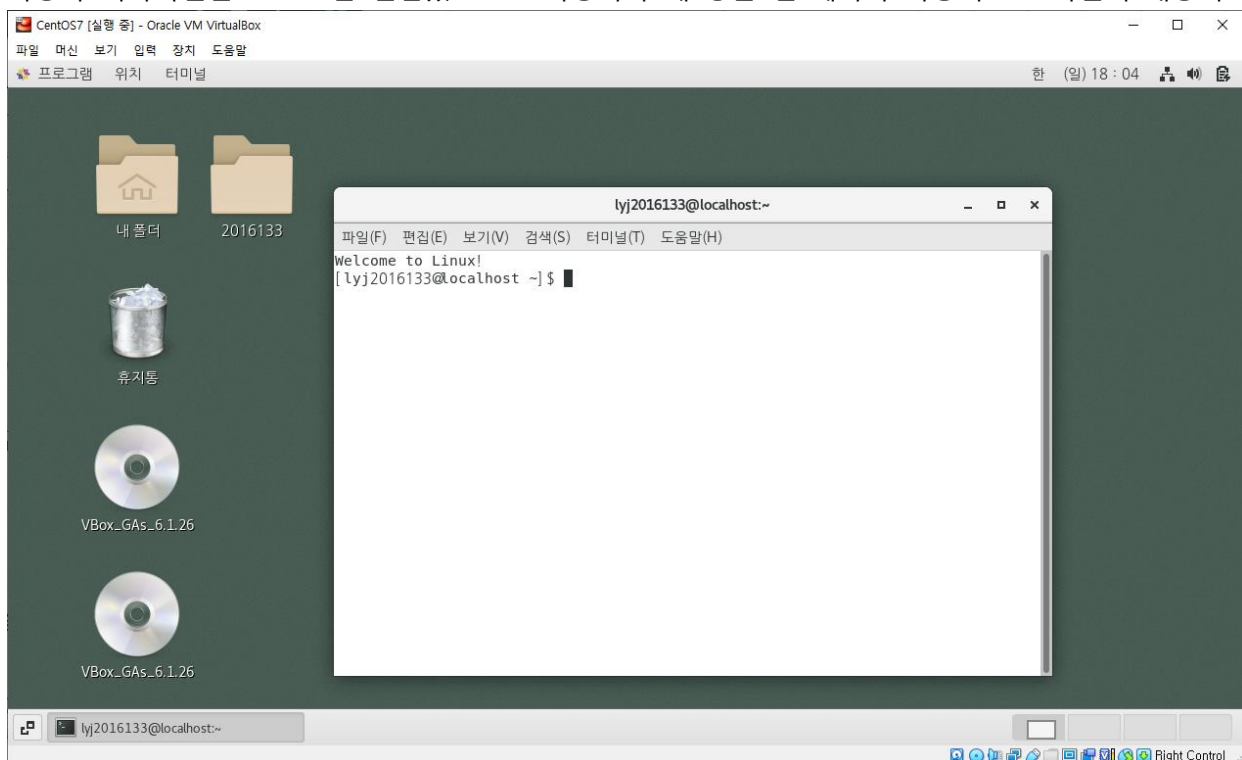 CentOS7 [실행 중] - Oracle VM VirtualBox
파일 머신 보기 입력 장치 도움말
프로그램 위치 터미널 한 (일) 18 : 04
내 폴더 2016133
lyj2016133@localhost:~
파일(F) 편집(E) 보기(V) 검색(S) 터미널(T) 도움말(H)
Welcome to Linux!
[lyj2016133@localhost ~]$
휴지통
VBox_GAs_6.1.26
VBox_GAs_6.1.26
lyj2016133@localhost:~
Right Control